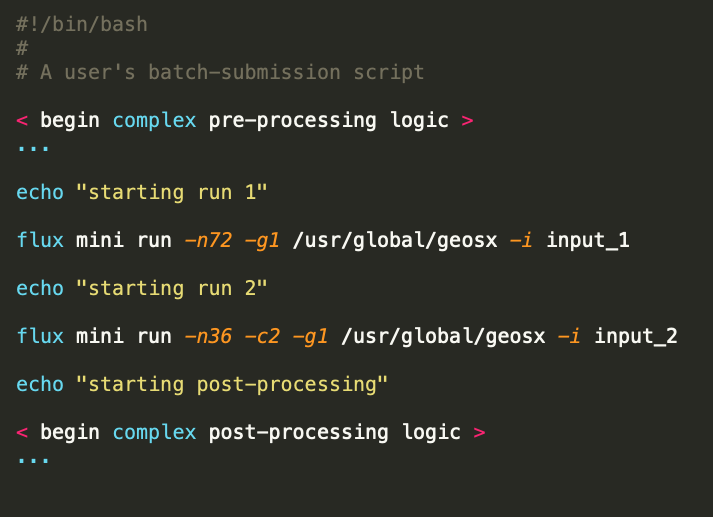 #!/bin/bash
#
# A user's batch-submission script
< begin complex pre-processing logic >
...
echo "starting run 1"
flux mini run -n72 -g1 /usr/global/geosx -i input_1
echo "starting run 2"
flux mini run -n36 -c2 -g1 /usr/global/geosx -i input_2
echo "starting post-processing"
< begin complex post-processing logic >
...